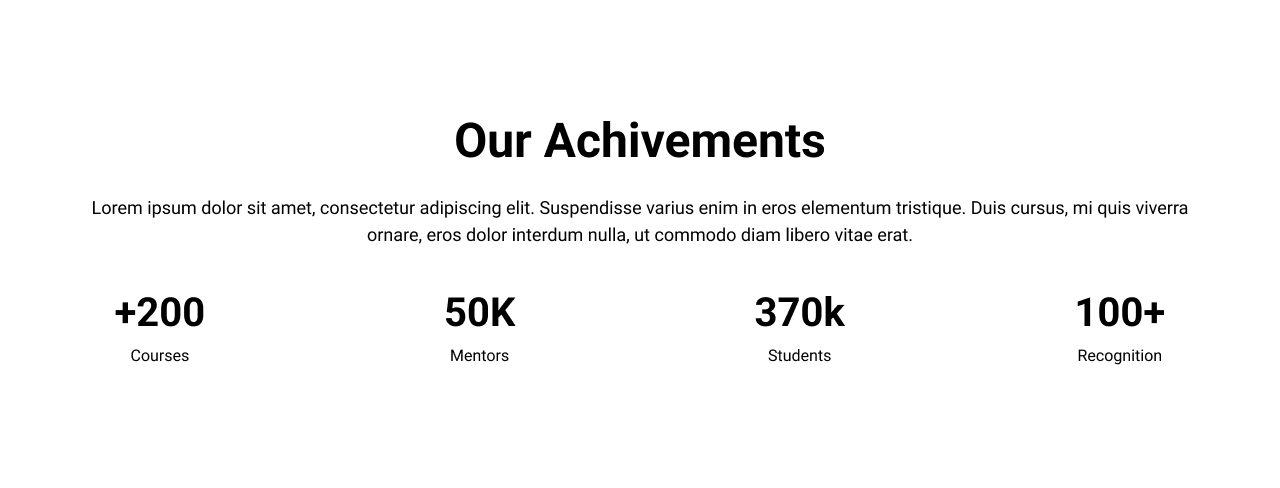 Our Achivements
Lorem ipsum dolor sit amet, consectetur adipiscing elit. Suspendisse varius enim in eros elementum tristique. Duis cursus, mi quis viverra
ornare, eros dolor interdum nulla, ut commodo diam libero vitae erat.
+200
Courses
50K
Mentors
370k
Students
100+
Recognition